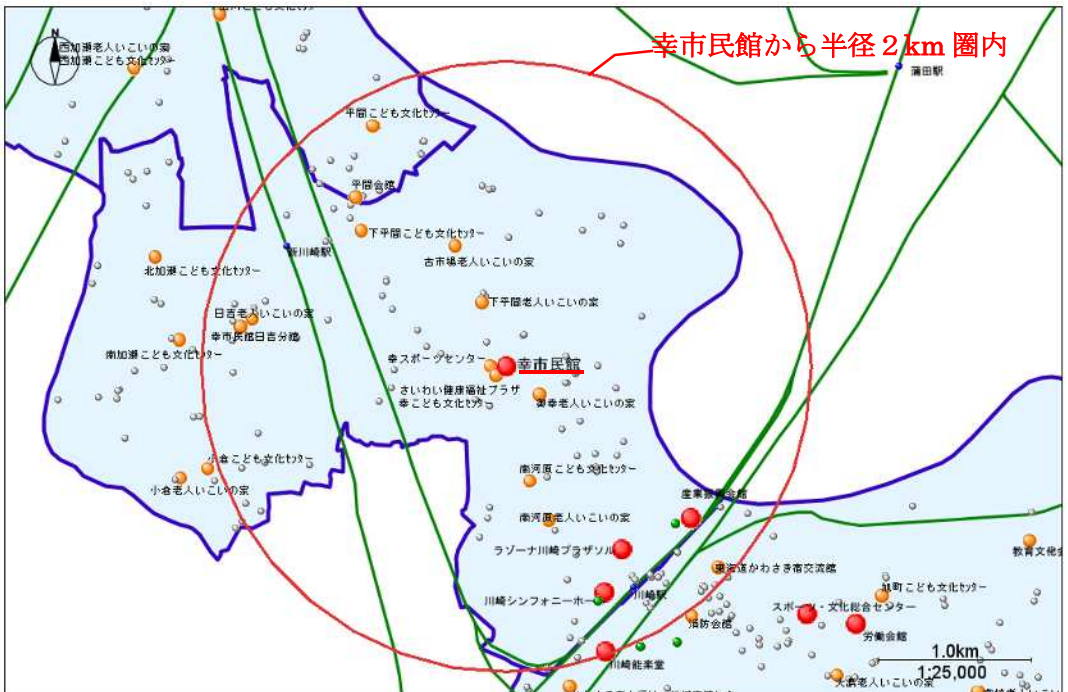 N
西加瀬老人いこいの家
西加瀬こども文化センター
幸市民館から半径２km 圏内
蒲田駅
平間こども文化センター
平間会館
下平間こども文化センター
古市場老人いこいの家
新川崎駅
北加瀬こども文化センター
下平間老人いこいの家
日吉老人いこいの家
幸市民館日吉分館
南加瀬こども文化センター
幸スポーツセンター
幸市民館
さいわい健康福祉プラザ
幸こども文化センター
御幸老人いこいの家
小倉こども文化センター
小倉老人いこいの家
南河原こども文化センター
産業振興会館
南河原老人いこいの家
ラゾーナ川崎プラザソル
教育文化会
東海道かわさき宿交流館
川崎駅
旭町こども文化センター
川崎シンフォニーホー
スポーツ・文化総合センター
消防会館
労働会館
川崎能楽堂
1.0km
1:25,000
大島老人いこいの家